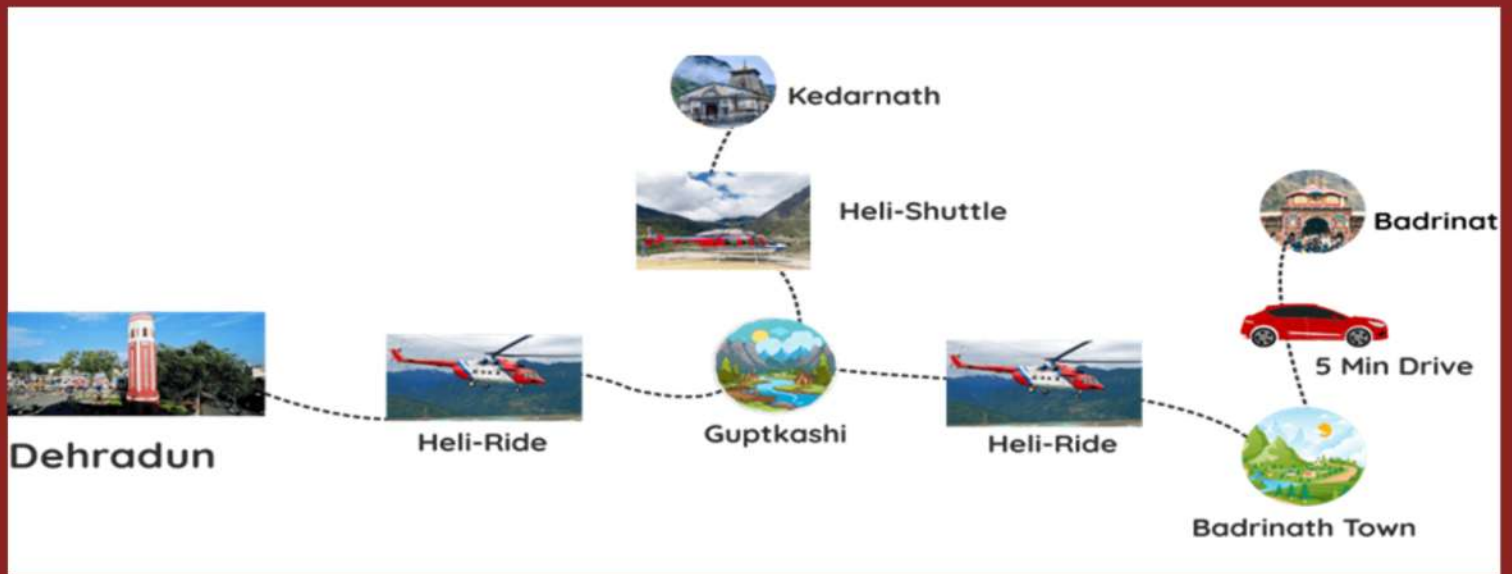 Kedarnath
Heli-Shuttle
Badrinat
5 Min Drive
Dehradun
Heli-Ride
Guptkashi
Heli-Ride
Badrinath Town